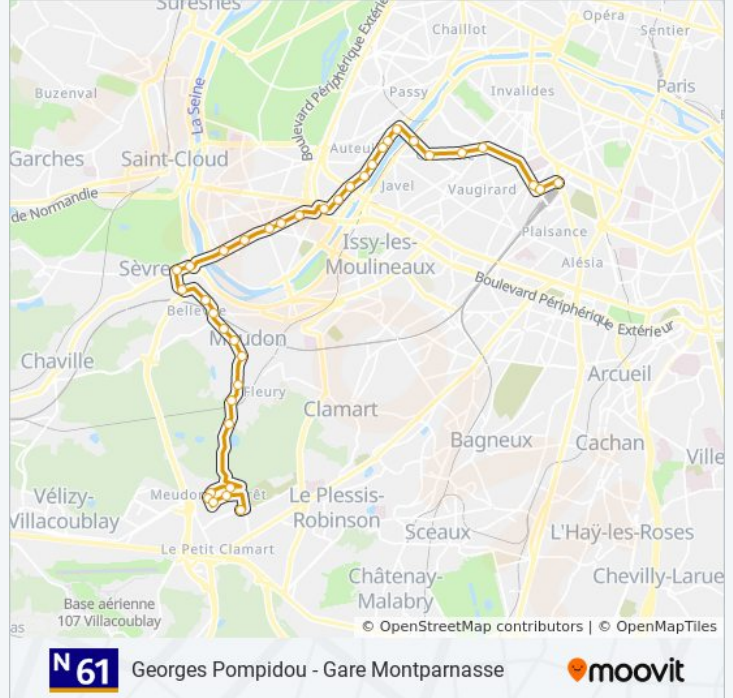 Suresnes
Opéra
Chaillot
Sentier
Boulevard Périphérique Extérieur
Buzenval
La Seine
Passy
Invalides
Paris
Garches
Saint-Cloud
Auteuil
Javel
Vaugirard
de Normandie
Plaisance
Issy-les-
Moulineaux
Alésia
Sèvre
Boulevard Périphérique Extérieur
Bellevue
Meudon
Chaville
Arcueil
Fleury
Clamart
Bagneux
Cachan
Ville
Vélizy-
Villacoublay
Le Plessis-
Robinson
Sceaux
L'Haÿ-les-Roses
Le Petit Clamart
Châtenay-
Malabry
Chevilly-Larue
Base aérienne
107 Villacoublay
as
© OpenStreetMap contributors | © OpenMapTiles
N 61
Georges Pompidou - Gare Montparnasse
moovit